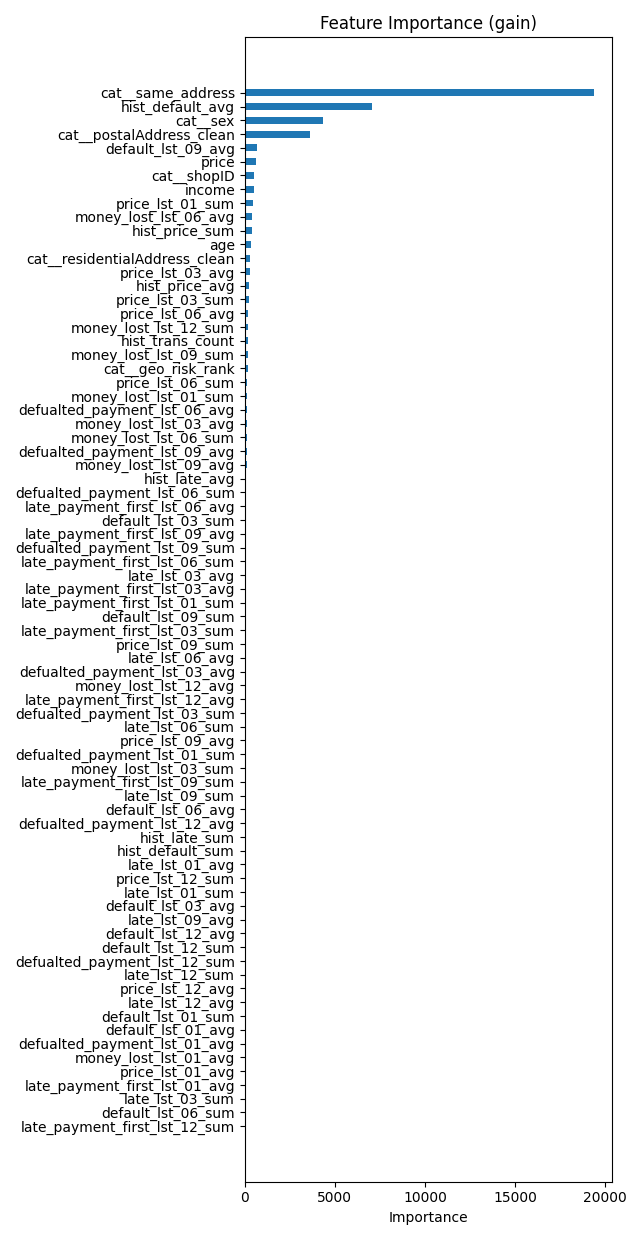 Feature Importance (gain)
cat__same_address
hist_default_avg
cat__sex
cat__postalAddress_clean
default_lst_09_avg
price
cat__shopID
income
price_lst_01_sum
money_lost_lst_06_avg
hist_price_sum
age
cat__residentialAddress_clean
price_lst_03_avg
hist_price_avg
price_lst_03_sum
price_lst_06_avg
money_lost_lst_12_sum
hist_trans_count
money_lost_lst_09_sum
cat__geo_risk_rank
price_lst_06_sum
money_lost_lst_01_sum
defualted_payment_lst_06_avg
money_lost_lst_03_avg
money_lost_lst_06_sum
defualted_payment_lst_09_avg
money_lost_lst_09_avg
hist_late_avg
defualted_payment_lst_06_sum
late_payment_first_lst_06_avg
default_lst_03_sum
late_payment_first_lst_09_avg
defualted_payment_lst_09_sum
late_payment_first_lst_06_sum
late_lst_03_avg
late_payment_first_lst_03_avg
late_payment_first_lst_01_sum
default_lst_09_sum
late_payment_first_lst_03_sum
price_lst_09_sum
late_lst_06_avg
defualted_payment_lst_03_avg
money_lost_lst_12_avg
late_payment_first_lst_12_avg
defualted_payment_lst_03_sum
late_lst_06_sum
price_lst_09_avg
defualted_payment_lst_01_sum
money_lost_lst_03_sum
late_payment_first_lst_09_sum
late_lst_09_sum
default_lst_06_avg
defualted_payment_lst_12_avg
hist_late_sum
hist_default_sum
late_lst_01_avg
price_lst_12_sum
late_lst_01_sum
default_lst_03_avg
late_lst_09_avg
default_lst_12_avg
default_lst_12_sum
defualted_payment_lst_12_sum
late_lst_12_sum
price_lst_12_avg
late_lst_12_avg
default_lst_01_sum
default_lst_01_avg
defualted_payment_lst_01_avg
money_lost_lst_01_avg
price_lst_01_avg
late_payment_first_lst_01_avg
late_lst_03_sum
default_lst_06_sum
late_payment_first_lst_12_sum
0 5000 10000 15000 20000
Importance